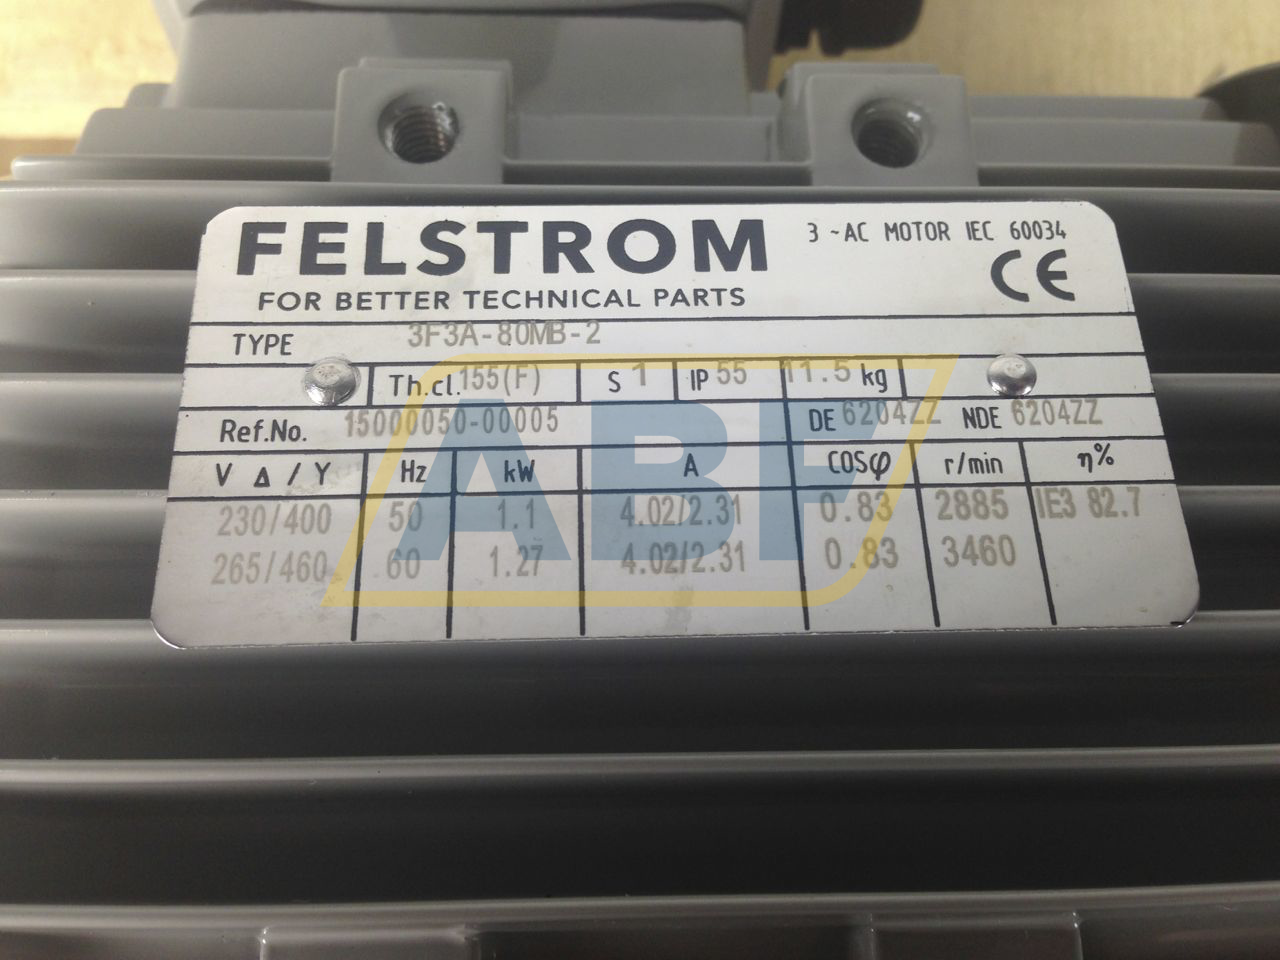 FELSTROM
3 ~AC MOTOR IEC 60034
FOR BETTER TECHNICAL PARTS
CE
TYPE 3F3A-80MB-2
Th.cl. 155(F) S 1 IP 55 11.5 kg
Ref.No. 15000050-00005 DE 6204ZZ NDE 6204ZZ
V Δ / Y Hz kW A COSφ r/min η%
230/400 50 1.1 4.02/2.31 0.83 2885 IE3 82.7
265/460 60 1.27 4.02/2.31 0.83 3460
ABF